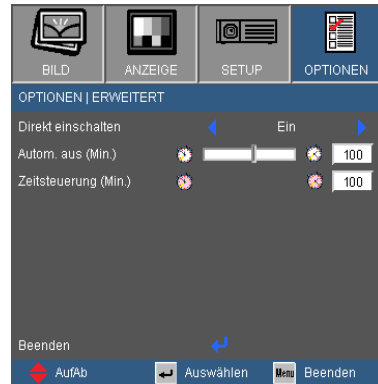 BILD ANZEIGE SETUP OPTIONEN
OPTIONEN | ERWEITERT
Direkt einschalten Ein
Autom. aus (Min.) 100
Zeitsteuerung (Min.) 100
Beenden
AufAb Auswählen Menu Beenden